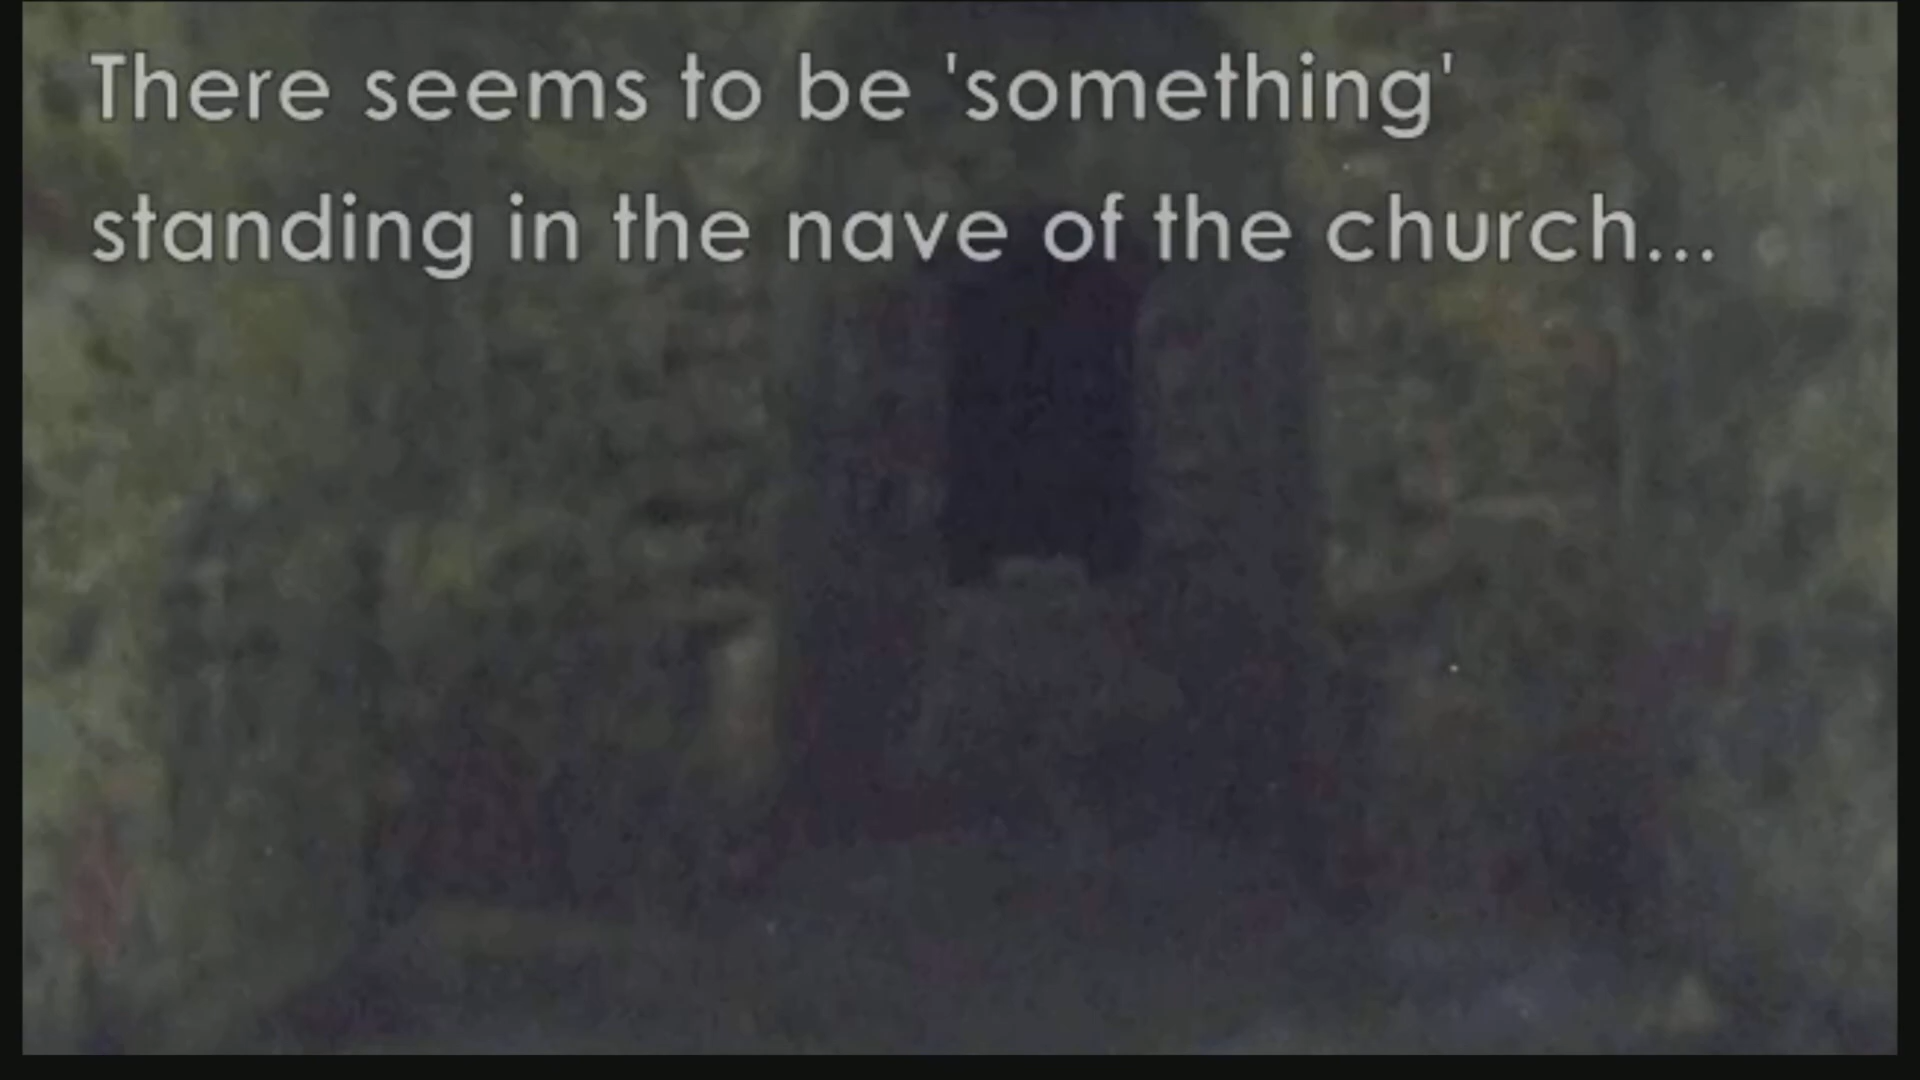 There seems to be 'something'
standing in the nave of the church...